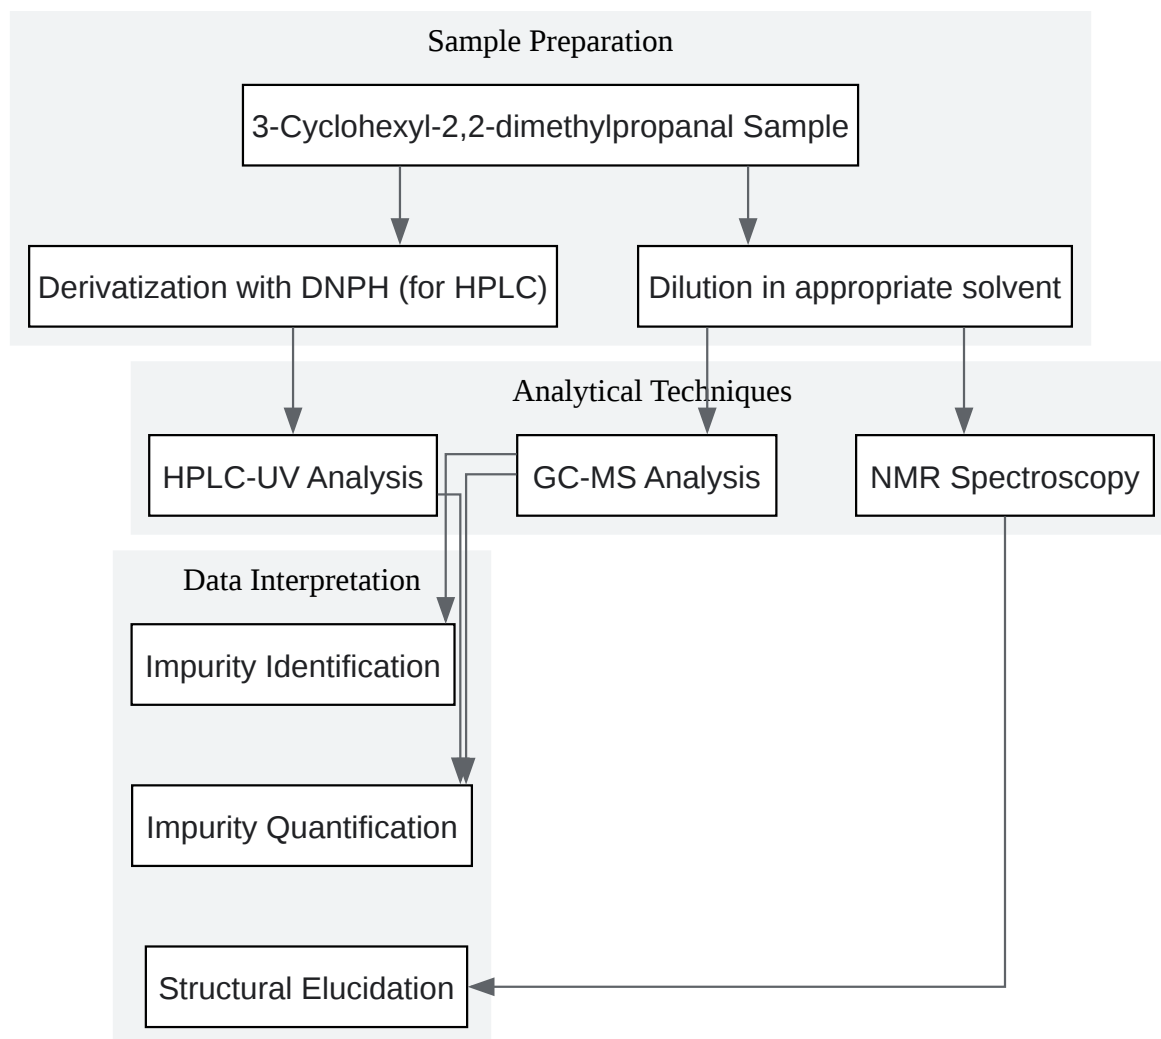 Sample Preparation
3-Cyclohexyl-2,2-dimethylpropanal Sample
Derivatization with DNPH (for HPLC)
Dilution in appropriate solvent
Analytical Techniques
HPLC-UV Analysis
GC-MS Analysis
NMR Spectroscopy
Data Interpretation
Impurity Identification
Impurity Quantification
Structural Elucidation